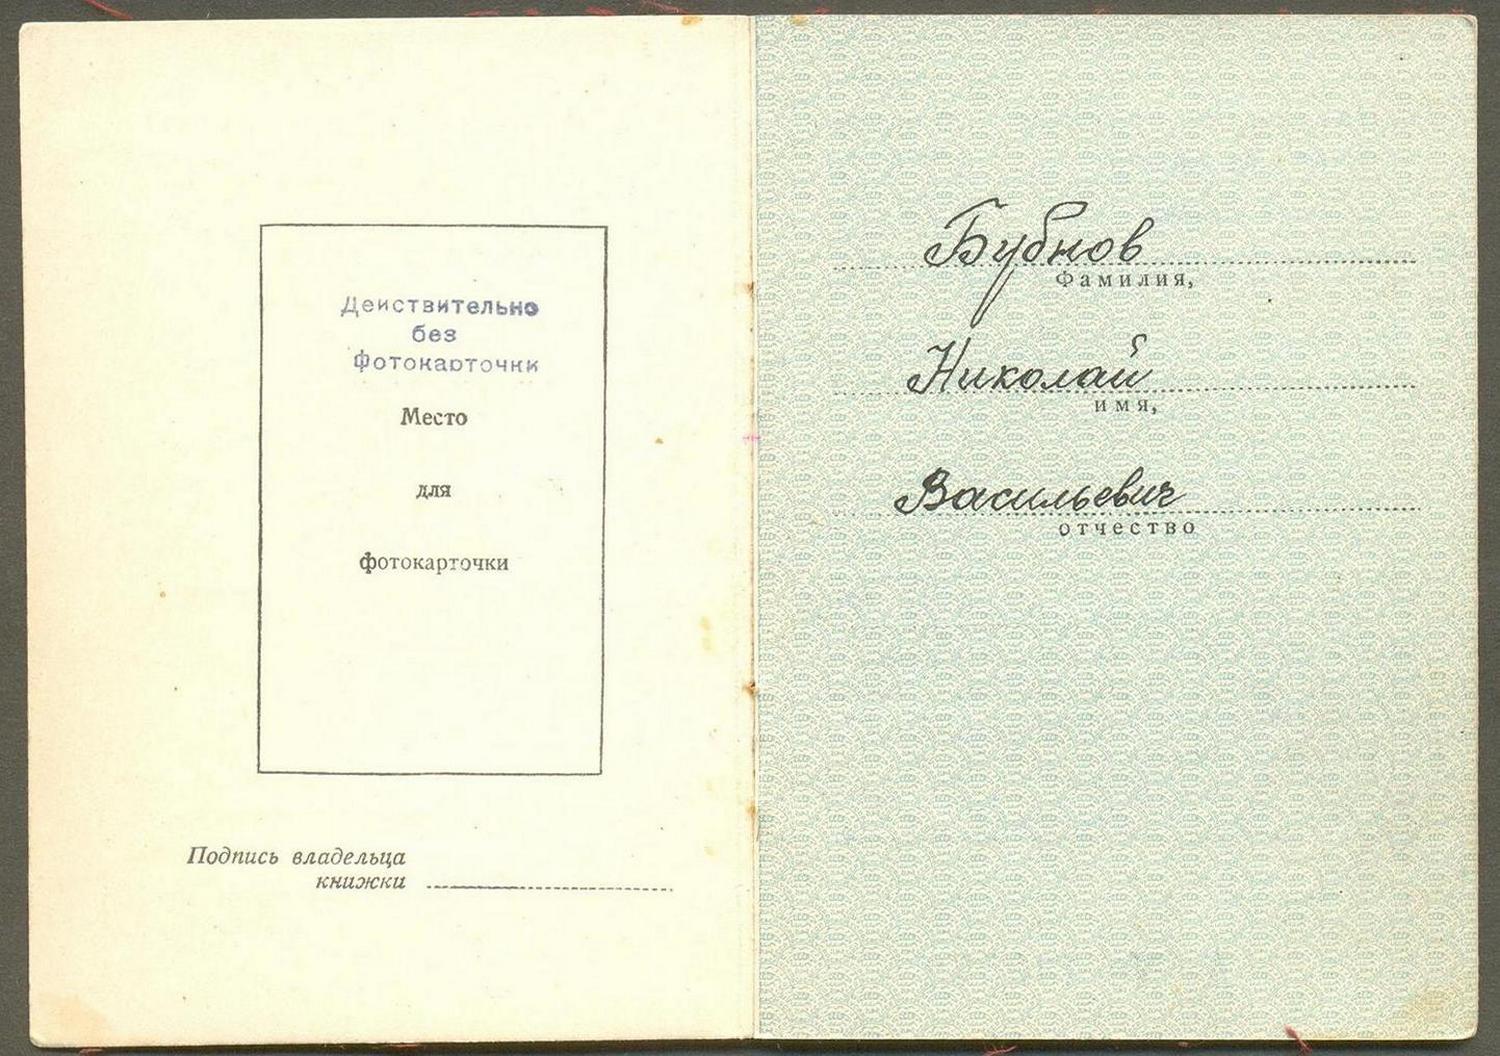 Действительно
без
фотокарточки
Место
для
фотокарточки
Подпись владельца
книжки
Бубнов
Фамилия,
Николай
имя,
Васильевич
отчество